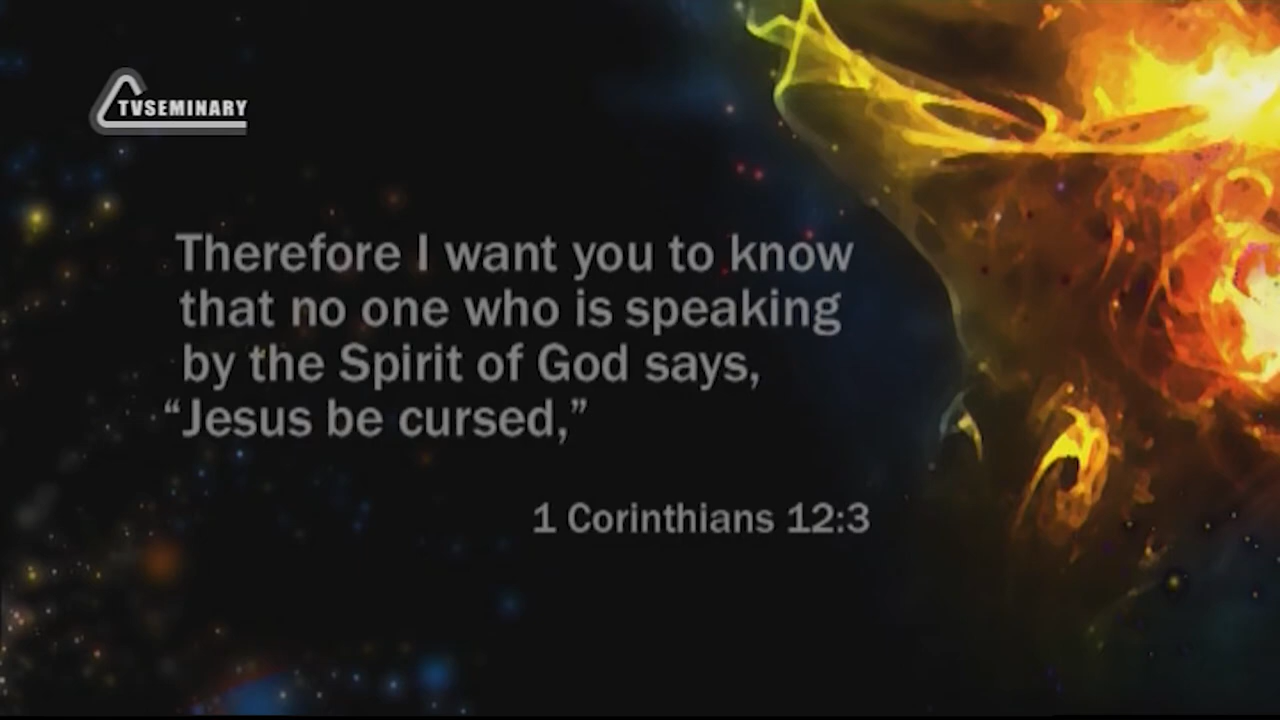 TVSEMINARY
Therefore I want you to know
that no one who is speaking
by the Spirit of God says,
“Jesus be cursed,”
1 Corinthians 12:3